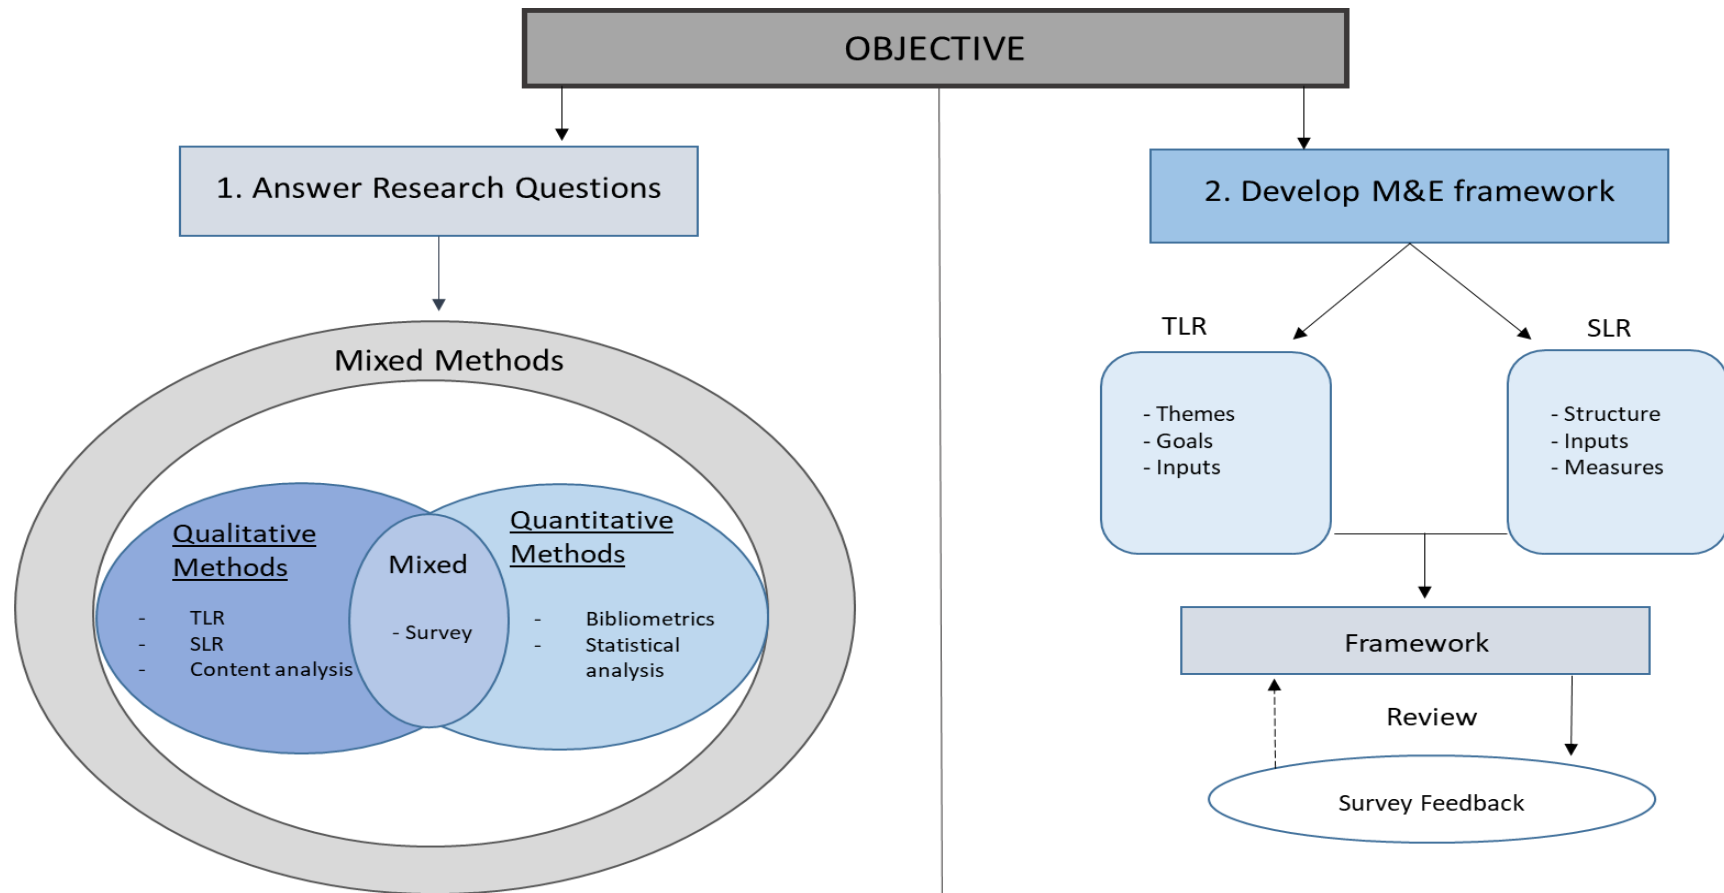 OBJECTIVE
1. Answer Research Questions
Mixed Methods
Qualitative
Methods
- TLR
- SLR
- Content analysis
Mixed
- Survey
Quantitative
Methods
- Bibliometrics
- Statistical
analysis
2. Develop M&E framework
TLR
- Themes
- Goals
- Inputs
SLR
- Structure
- Inputs
- Measures
Framework
Review
Survey Feedback